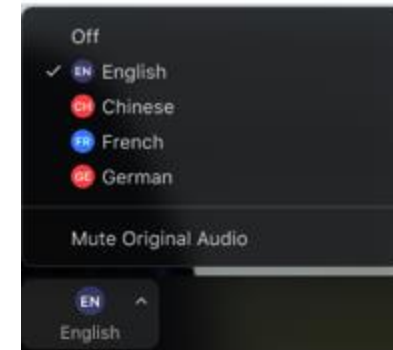 Off
EN English
CH Chinese
FR French
GE German
Mute Original Audio
EN
English